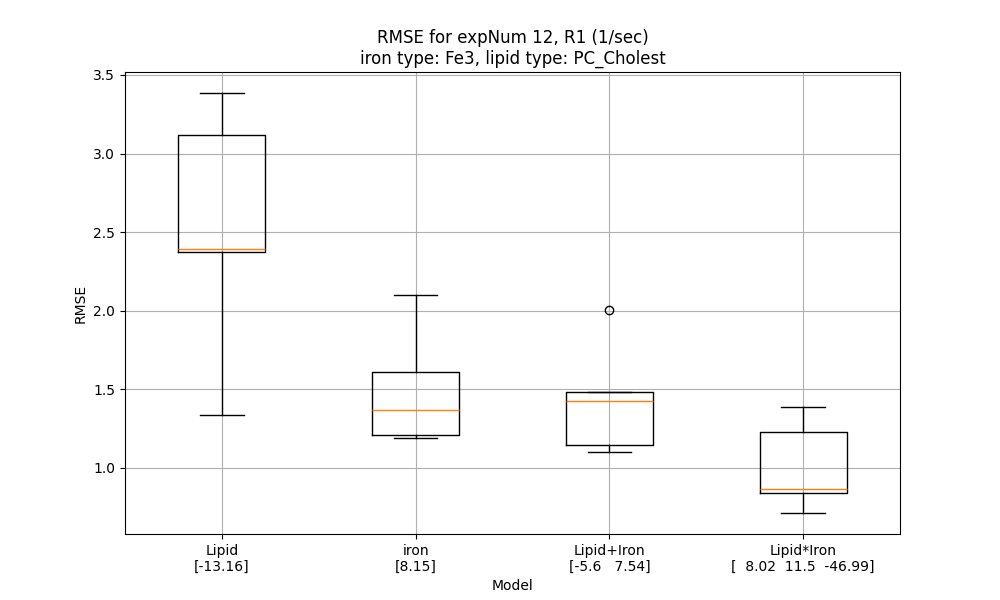 RMSE for expNum 12, R1 (1/sec)
iron type: Fe3, lipid type: PC_Cholest
3.5
3.0
2.5
2.0
1.5
1.0
RMSE
Lipid
[-13.16]
iron
[8.15]
Lipid+Iron
[-5.6   7.54]
Lipid*Iron
[  8.02  11.5  -46.99]
Model